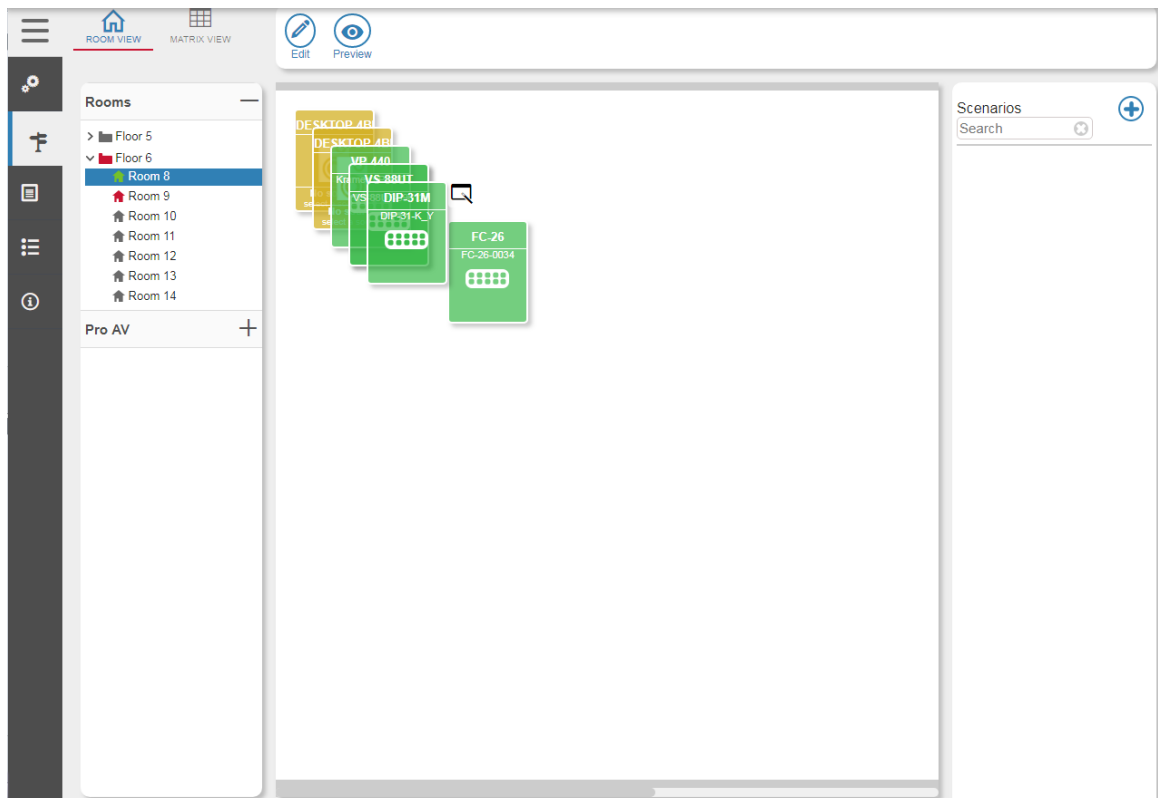 ROOM VIEW
MATRIX VIEW
Edit
Preview
Rooms
Floor 5
Floor 6
Room 8
Room 9
Room 10
Room 11
Room 12
Room 13
Room 14
Pro AV
DESKTOP
DESKTOP
VP-440
VS-88UT
DIP-31M
DIP-31-K_Y
FC-26
FC-26-0034
Scenarios
Search